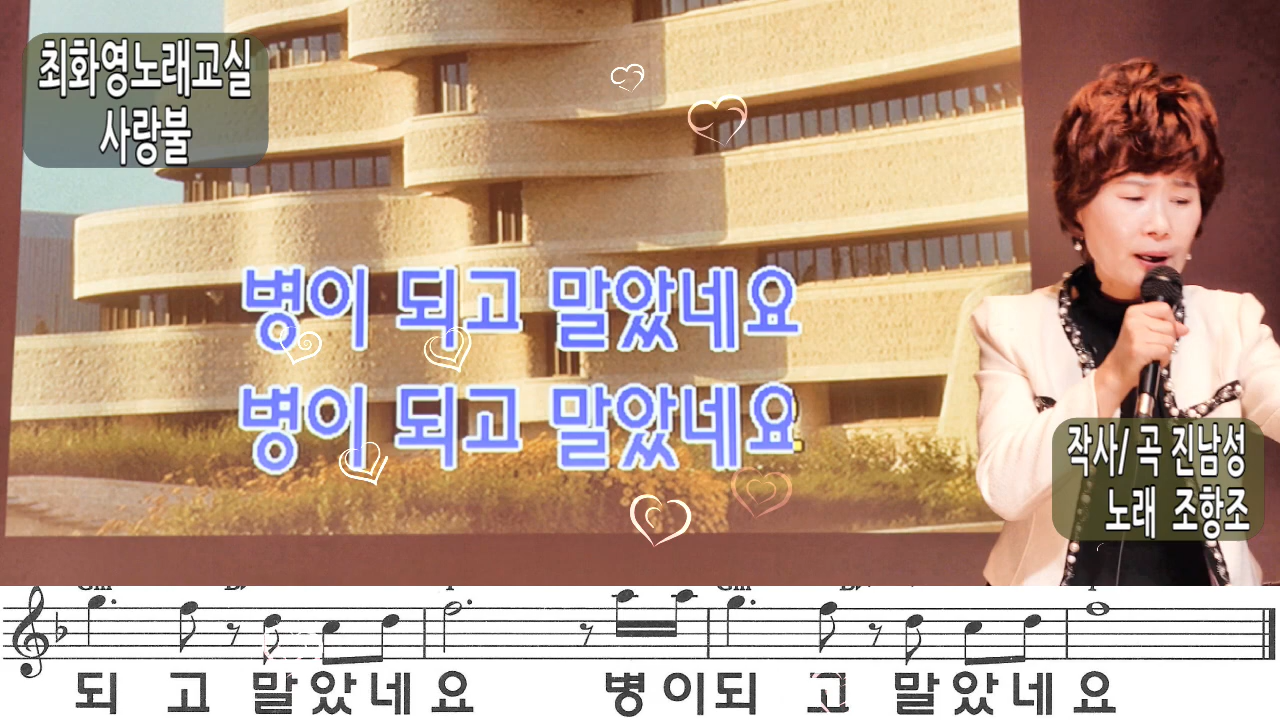 최화영노래교실
사랑불
병이 되고 말았네요
병이 되고 말았네요
작사/ 곡 진남성
노래 조항조
되 고 말았네 요 병이되 고 말았네 요